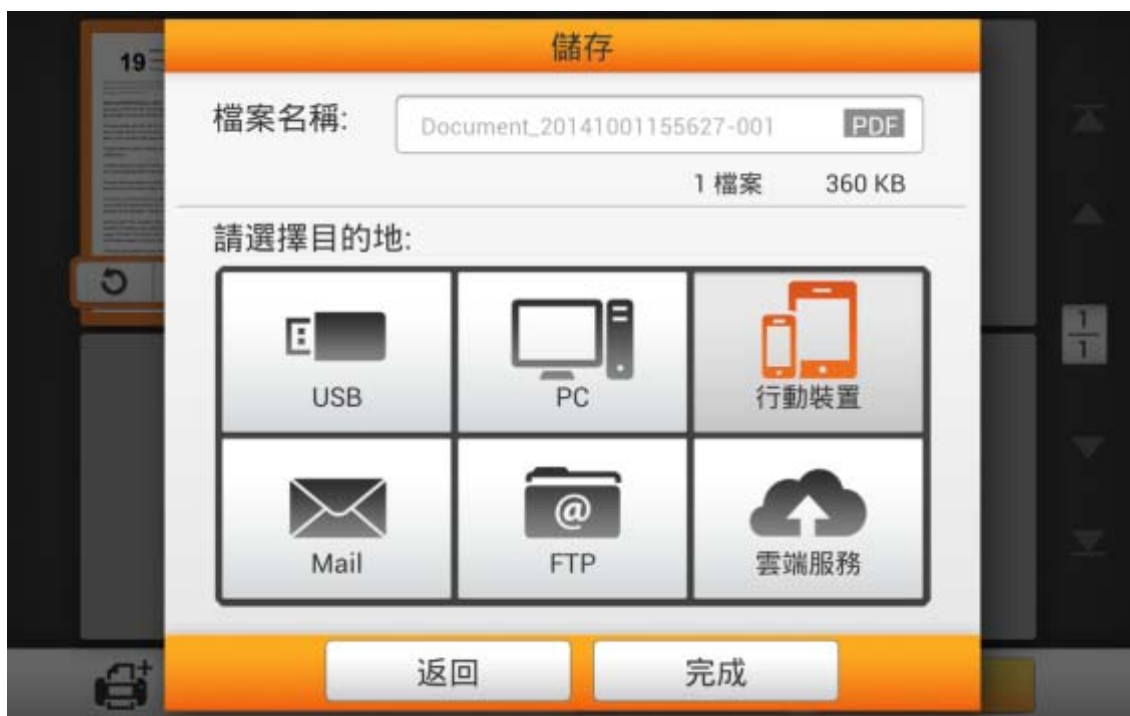 19
儲存
檔案名稱: Document_20141001155627-001 PDF
1 檔案 360 KB
請選擇目的地:
USB PC 行動裝置
1
1
@
Mail FTP 雲端服務
返回 完成